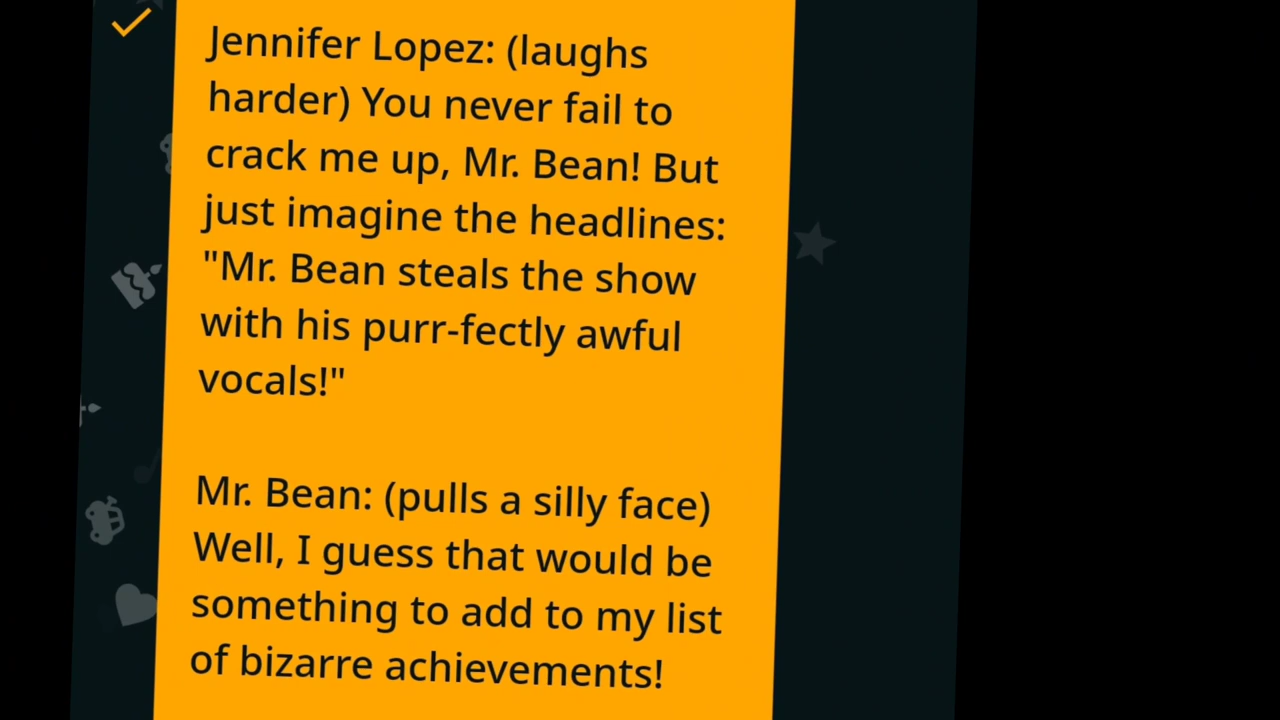 Jennifer Lopez: (laughs
harder) You never fail to
crack me up, Mr. Bean! But
just imagine the headlines:
"Mr. Bean steals the show
with his purr-fectly awful
vocals!"
Mr. Bean: (pulls a silly face)
Well, I guess that would be
something to add to my list
of bizarre achievements!